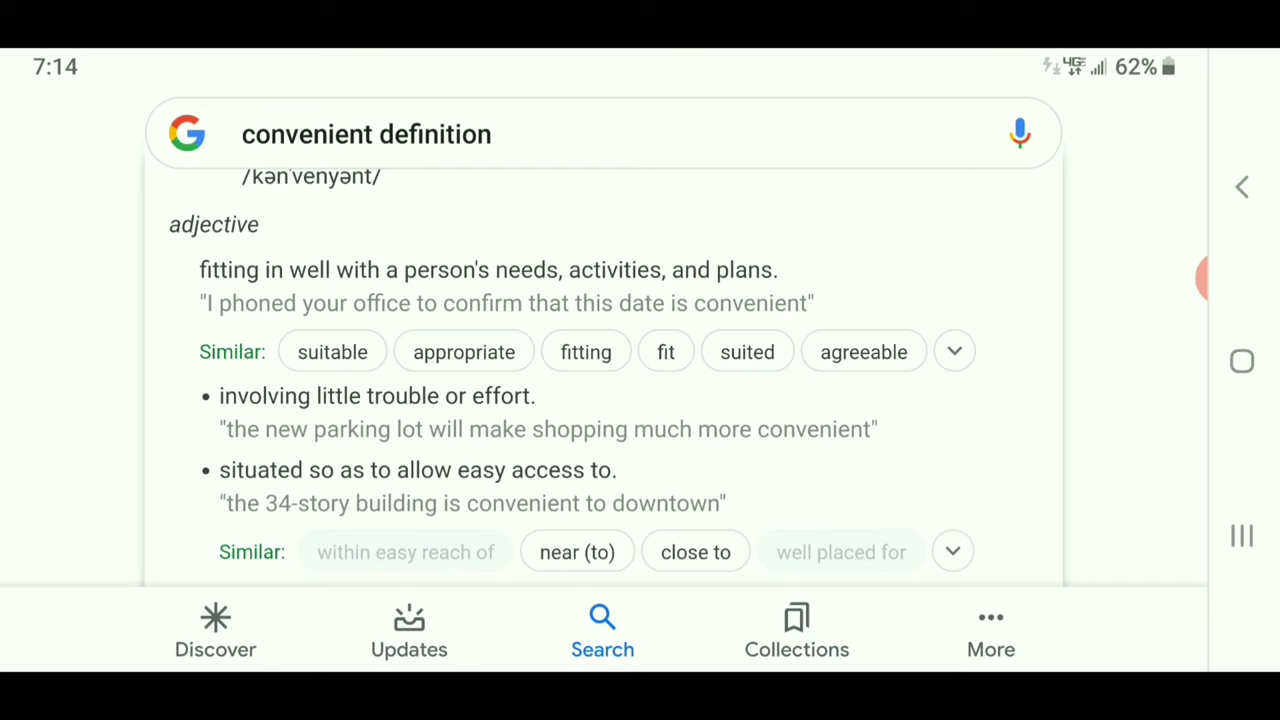 7:14
4GE 62%
convenient definition
/kənˈvenyənt/
adjective
fitting in well with a person's needs, activities, and plans.
"I phoned your office to confirm that this date is convenient"
Similar: suitable appropriate fitting fit suited agreeable
• involving little trouble or effort.
"the new parking lot will make shopping much more convenient"
• situated so as to allow easy access to.
"the 34-story building is convenient to downtown"
Similar: within easy reach of near (to) close to well placed for
Discover Updates Search Collections More